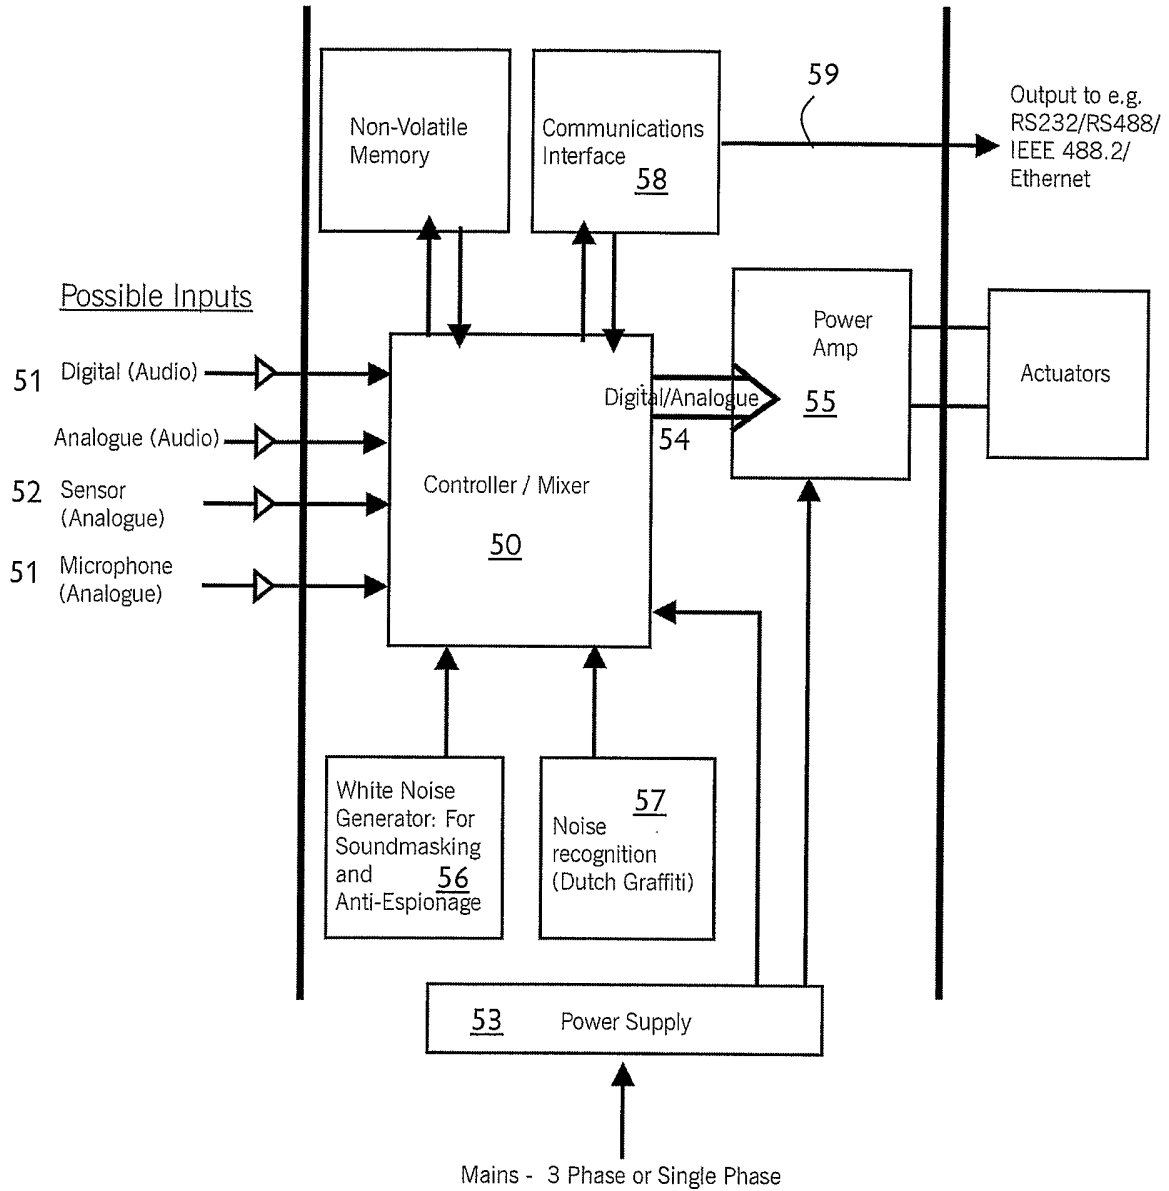 59
Non-Volatile
Memory
Communications
Interface
58
Output to e.g.
RS232/RS488/
IEEE 488.2/
Ethernet
Possible Inputs
51 Digital (Audio)
Analogue (Audio)
52 Sensor
(Analogue)
51 Microphone
(Analogue)
Controller / Mixer
50
Digital/Analogue
54
Power
Amp
55
Actuators
White Noise
Generator: For
Soundmasking
and 56
Anti-Espionage
57
Noise
recognition
(Dutch Graffiti)
53 Power Supply
Mains - 3 Phase or Single Phase